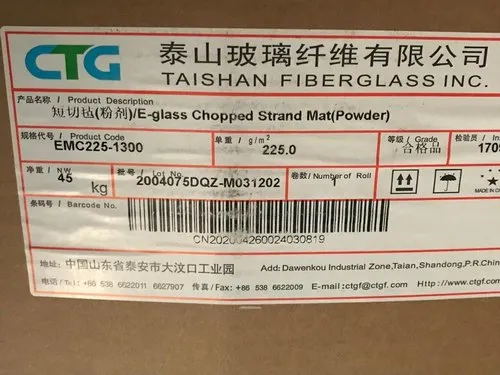 CTG
泰山玻璃纤维有限公司
TAISHAN FIBERGLASS INC.
产品名称 / Product Description
短切毡(粉剂)/E-glass Chopped Strand Mat(Powder)
规格代号 / Product Code 单重 / g/m² 等级 / Grade 检验员 /
EMC225-1300 225.0 合格品
净重 / NW 批号 / Lot No. 卷数/ Number of Roll
45 kg 2004075DQZ-M031202 1
MADE IN
条码号 / Barcode No.
CN202004260024030819
地址: 中国山东省泰安市大汶口工业园 Add: Dawenkou Industrial Zone,Taian,Shandong,P.R.China
电话/Tel: +86 538 6622011 6627907 传真/Fax: +86 538 6622009 E-mail:ctgf@ctgf.com Http://www.ctgf.com